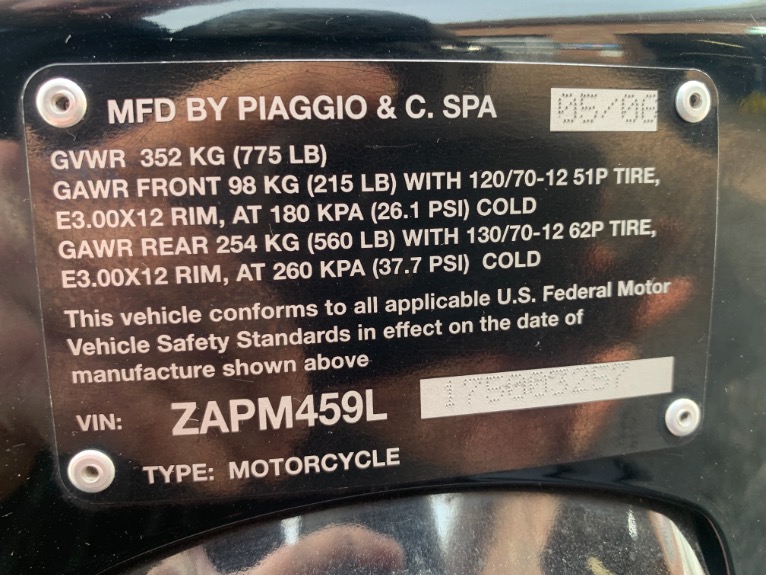 MFD BY PIAGGIO & C. SPA 05/06
GVWR 352 KG (775 LB)
GAWR FRONT 98 KG (215 LB) WITH 120/70-12 51P TIRE,
E3.00X12 RIM, AT 180 KPA (26.1 PSI) COLD
GAWR REAR 254 KG (560 LB) WITH 130/70-12 62P TIRE,
E3.00X12 RIM, AT 260 KPA (37.7 PSI) COLD
This vehicle conforms to all applicable U.S. Federal Motor
Vehicle Safety Standards in effect on the date of
manufacture shown above
VIN: ZAPM459L
TYPE: MOTORCYCLE